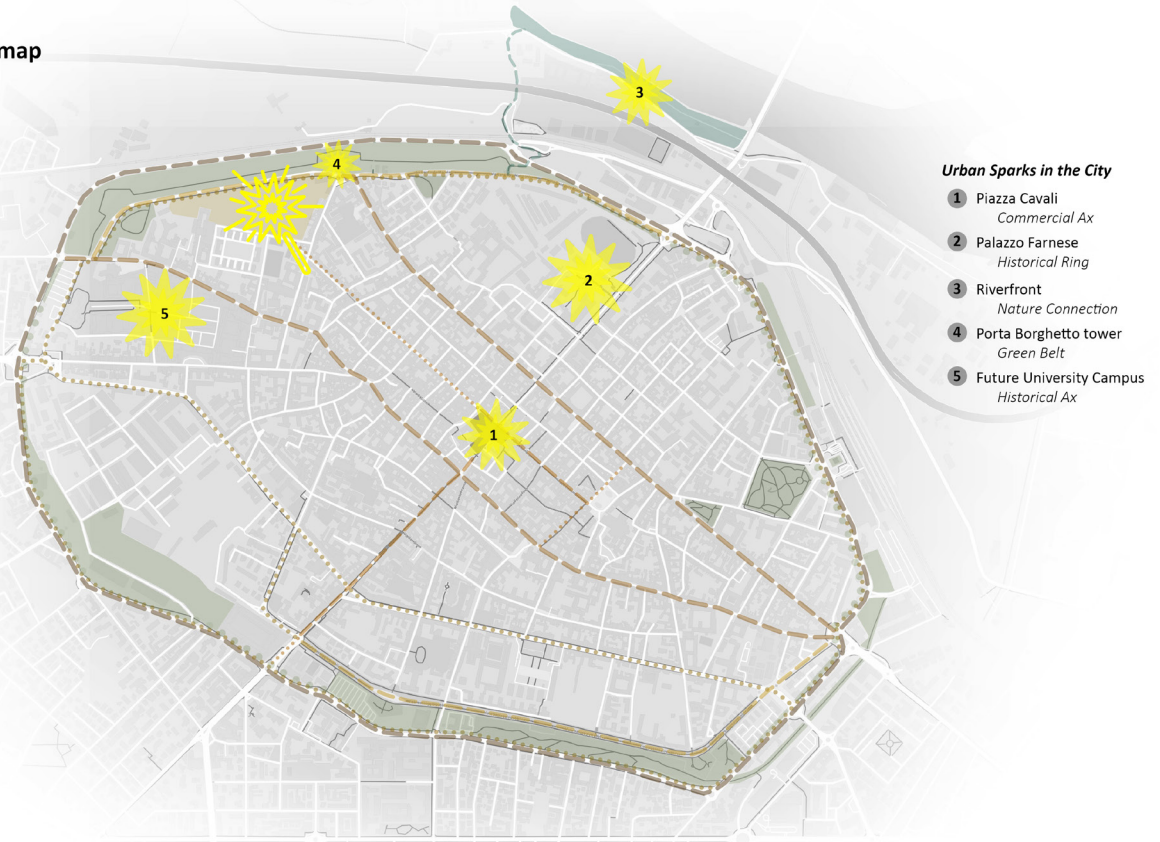 map
3
4
2
5
1
Urban Sparks in the City
1 Piazza Cavali
Commercial Ax
2 Palazzo Farnese
Historical Ring
3 Riverfront
Nature Connection
4 Porta Borghetto tower
Green Belt
5 Future University Campus
Historical Ax